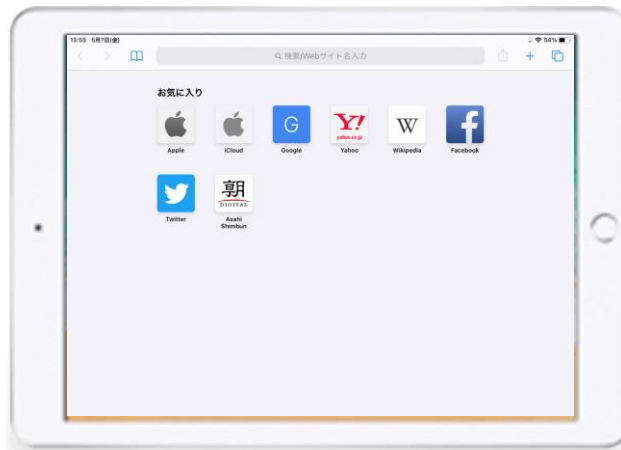 13:55 5月7日(金)
54%
検索/Webサイト名入力
お気に入り
G
Y!
yahoo.co.jp
W
f
Apple
iCloud
Google
Yahoo
Wikipedia
Facebook
朝
DIGITAL
Twitter
Asahi
Shimbun